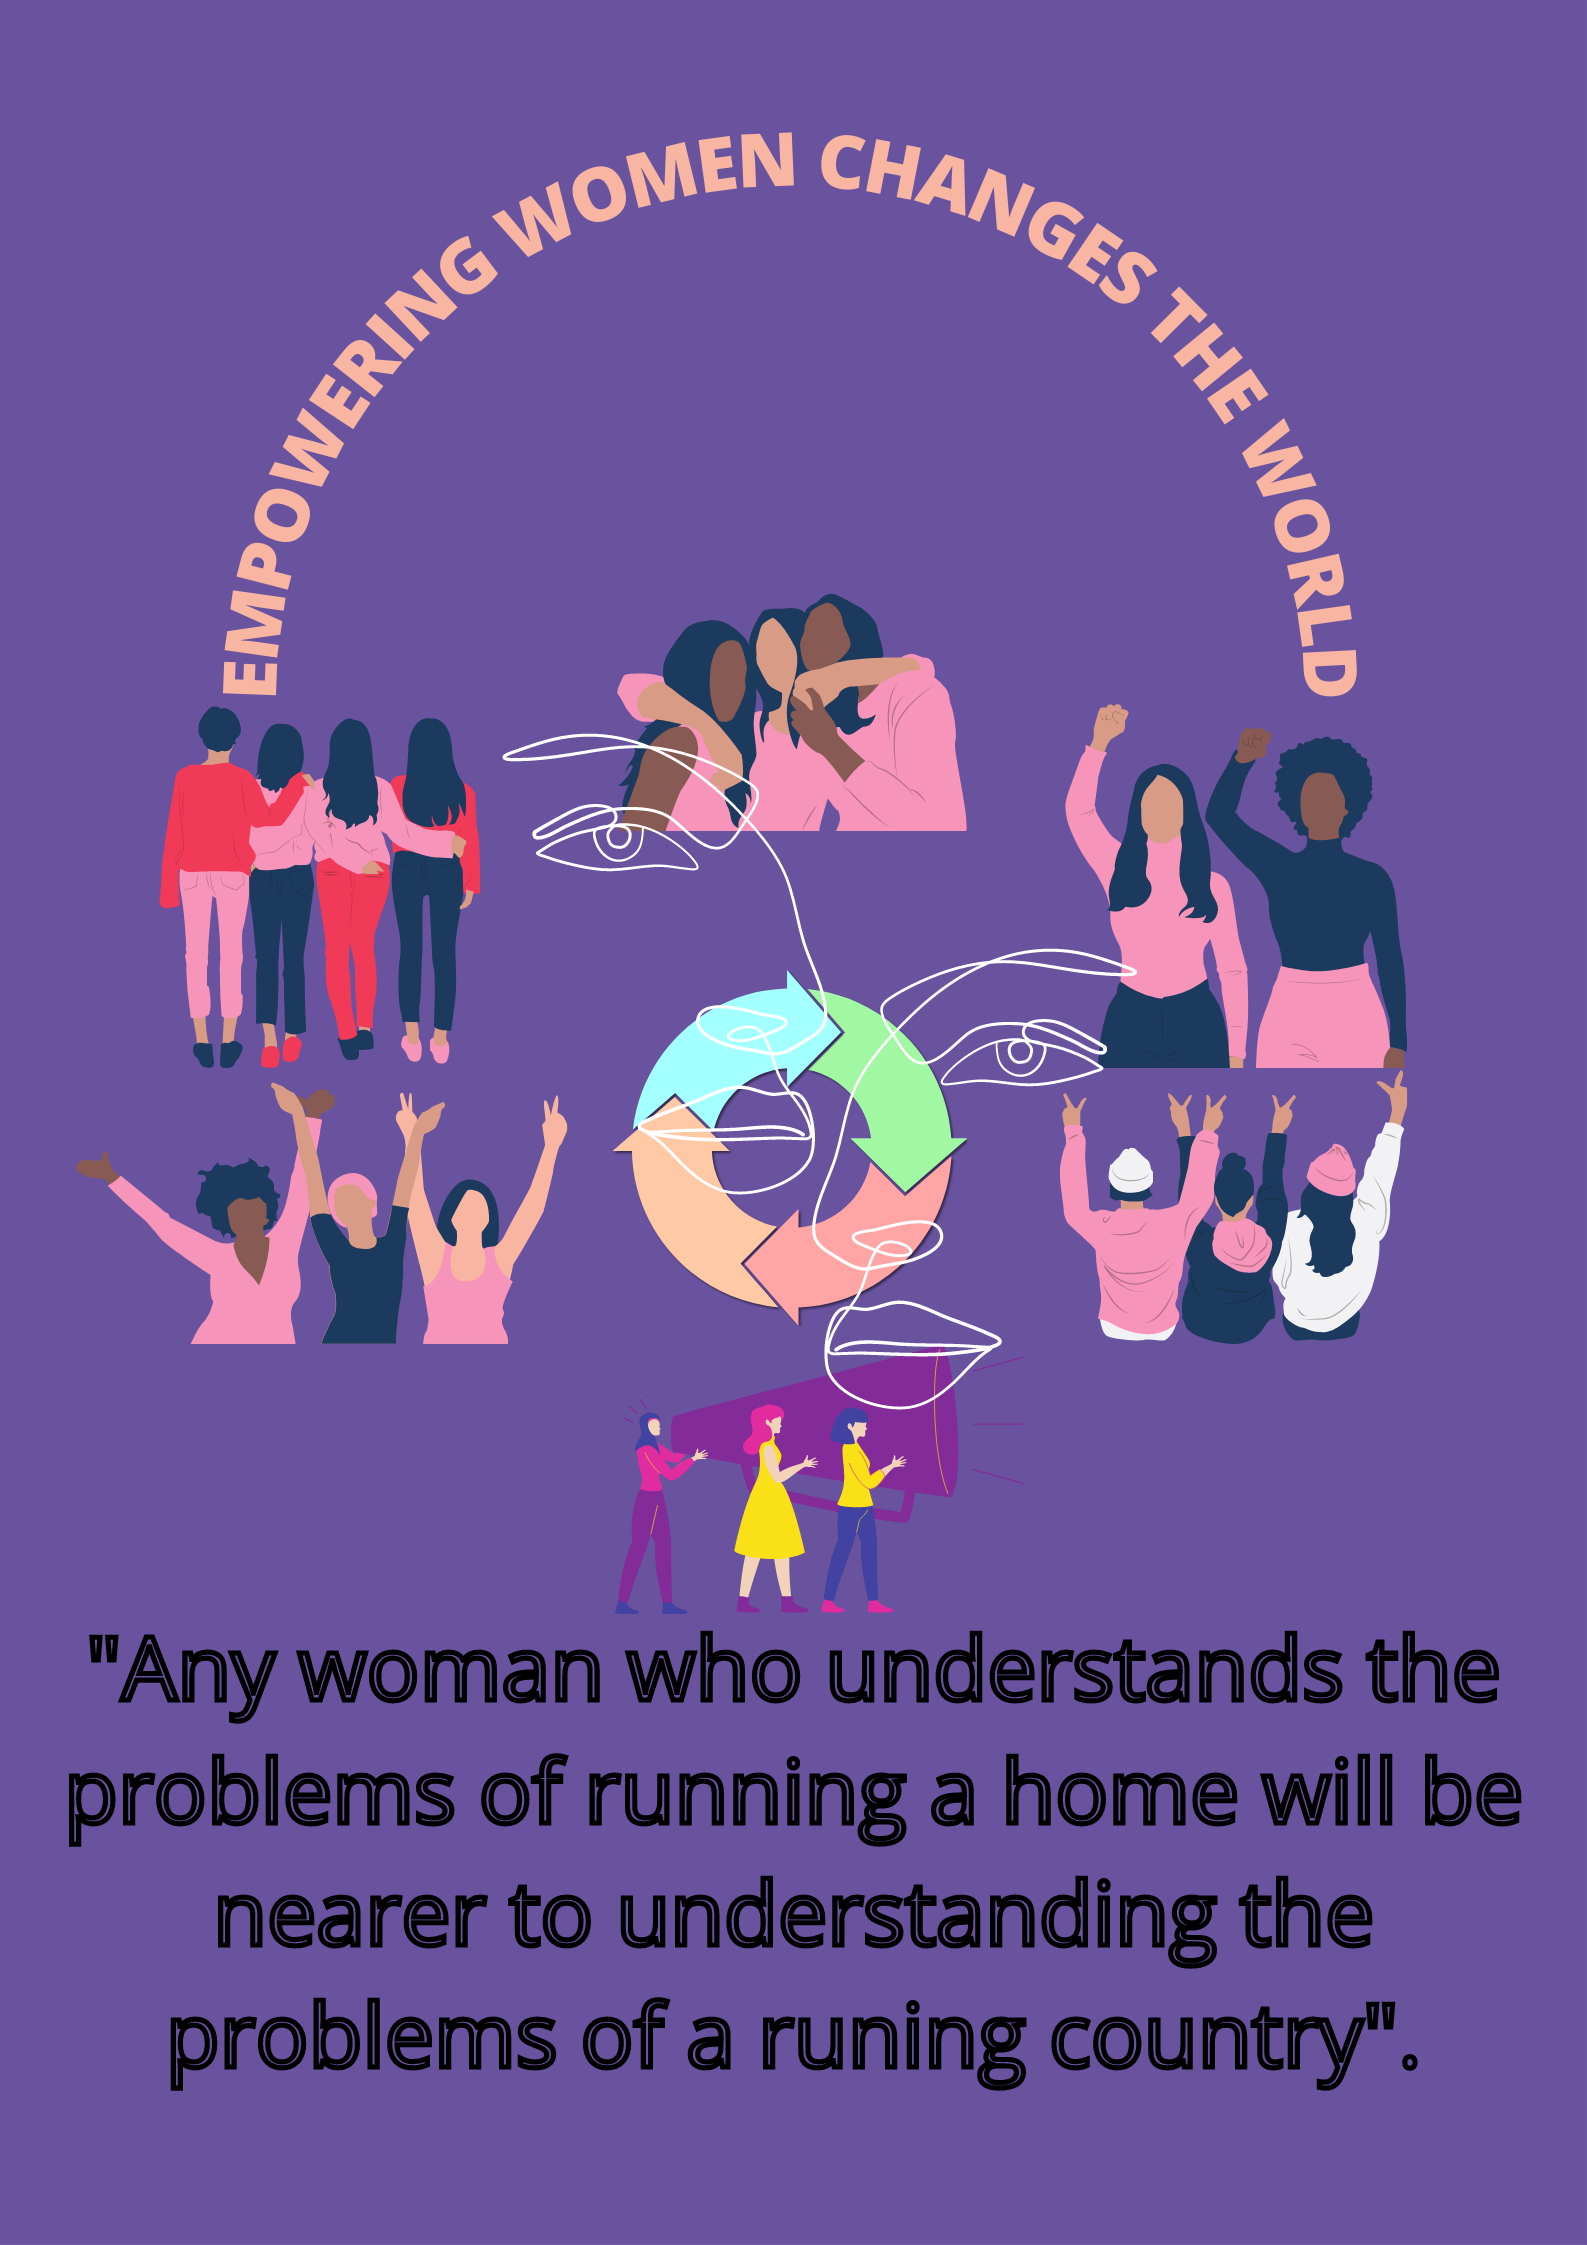 EMPOWERING WOMEN CHANGES THE WORLD
"Any woman who understands the
problems of running a home will be
nearer to understanding the
problems of a runing country".